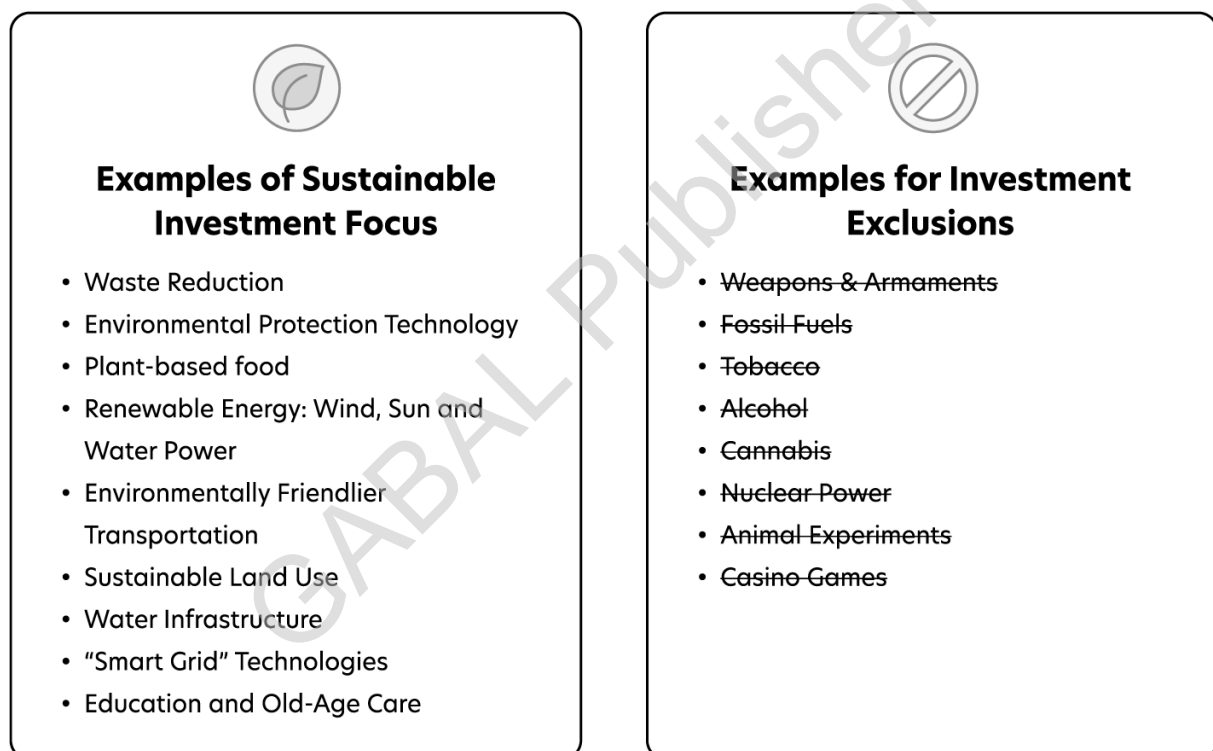 Examples of Sustainable
Investment Focus
• Waste Reduction
• Environmental Protection Technology
• Plant-based food
• Renewable Energy: Wind, Sun and
Water Power
• Environmentally Friendlier
Transportation
• Sustainable Land Use
• Water Infrastructure
• “Smart Grid” Technologies
• Education and Old-Age Care
Examples for Investment
Exclusions
• Weapons & Armaments
• Fossil Fuels
• Tobacco
• Alcohol
• Cannabis
• Nuclear Power
• Animal Experiments
• Casino Games
GABAL Publisher